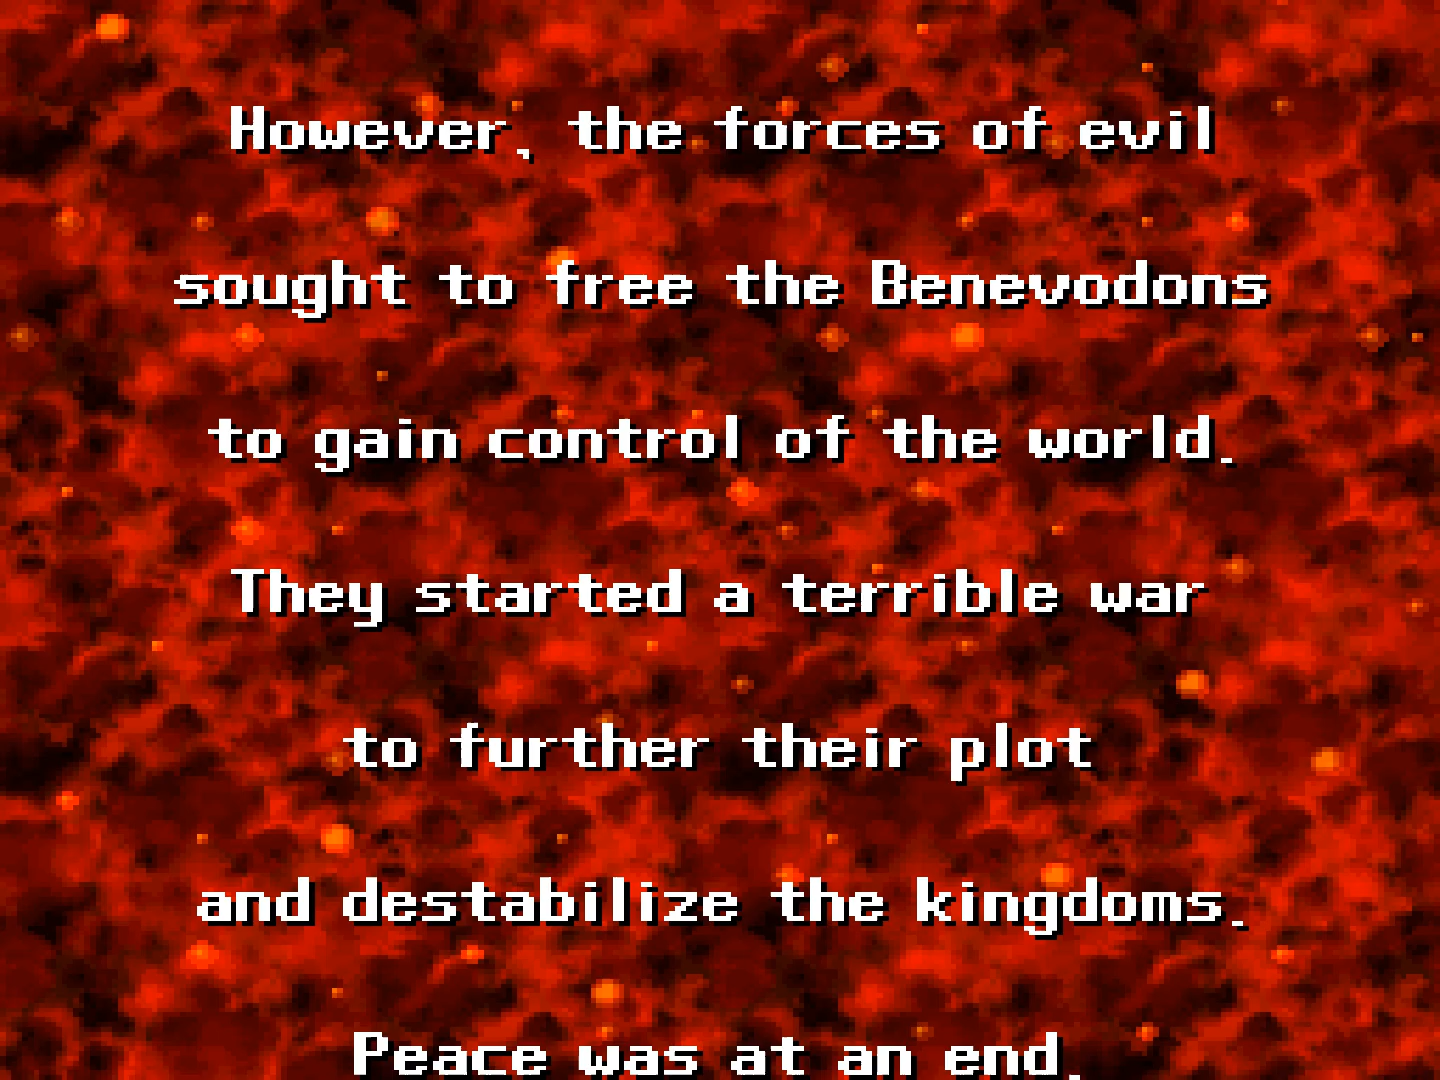 However, the forces of evil
sought to free the Benevodons
to gain control of the world.
They started a terrible war
to further their plot
and destabilize the kingdoms.
Peace was at an end.